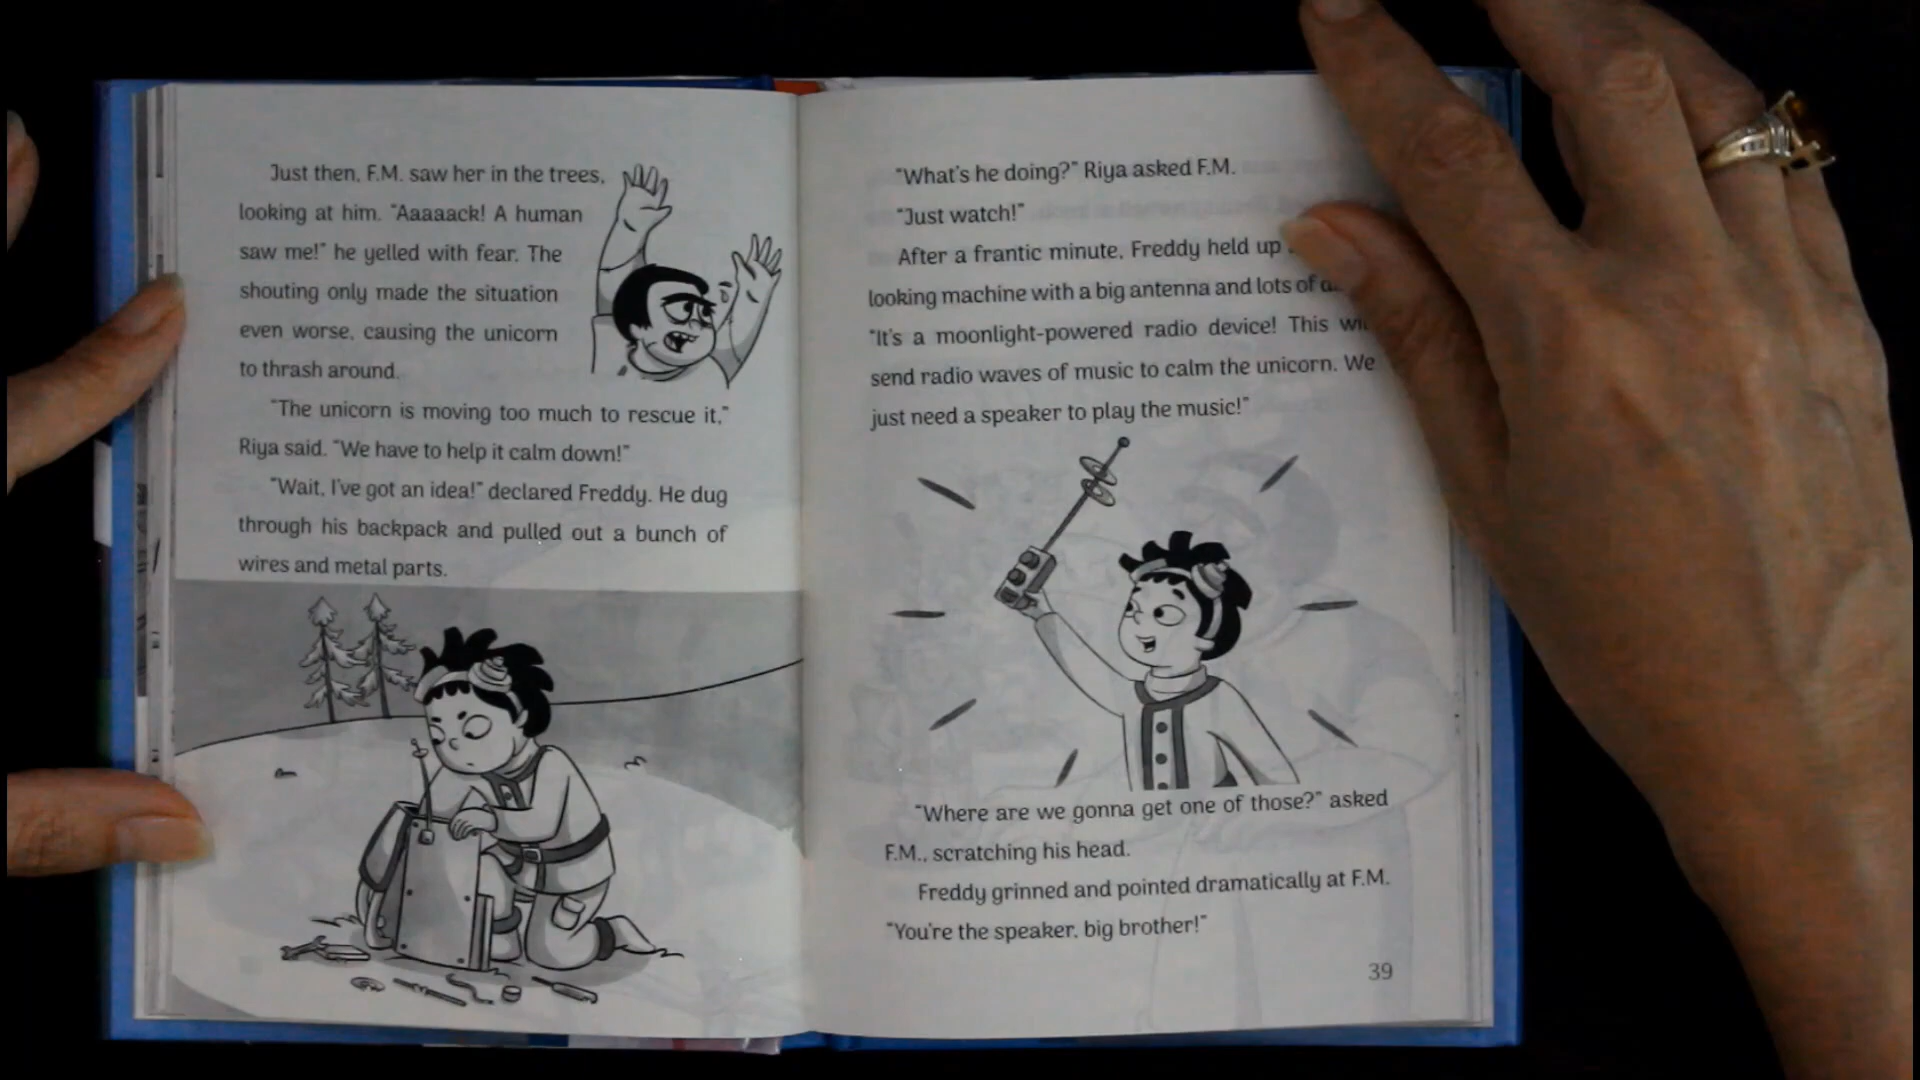 Just then, F.M. saw her in the trees,
looking at him. "Aaaaack! A human
saw me!" he yelled with fear. The
shouting only made the situation
even worse, causing the unicorn
to thrash around.
"The unicorn is moving too much to rescue it,"
Riya said. "We have to help it calm down!"
"Wait, I've got an idea!" declared Freddy. He dug
through his backpack and pulled out a bunch of
wires and metal parts.
"What's he doing?" Riya asked F.M.
"Just watch!"
After a frantic minute, Freddy held up
looking machine with a big antenna and lots of
"It's a moonlight-powered radio device! This
send radio waves of music to calm the unicorn. We
just need a speaker to play the music!"
"Where are we gonna get one of those?" asked
F.M., scratching his head.
Freddy grinned and pointed dramatically at F.M.
"You're the speaker, big brother!"
39